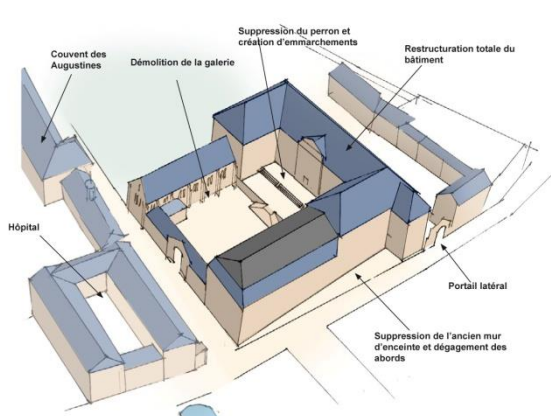 Suppression du perron et
création d'emmarchements
Couvent des
Augustines
Démolition de la galerie
Restructuration totale du
bâtiment
Hôpital
Portail latéral
Suppression de l'ancien mur
d'enceinte et dégagement des
abords